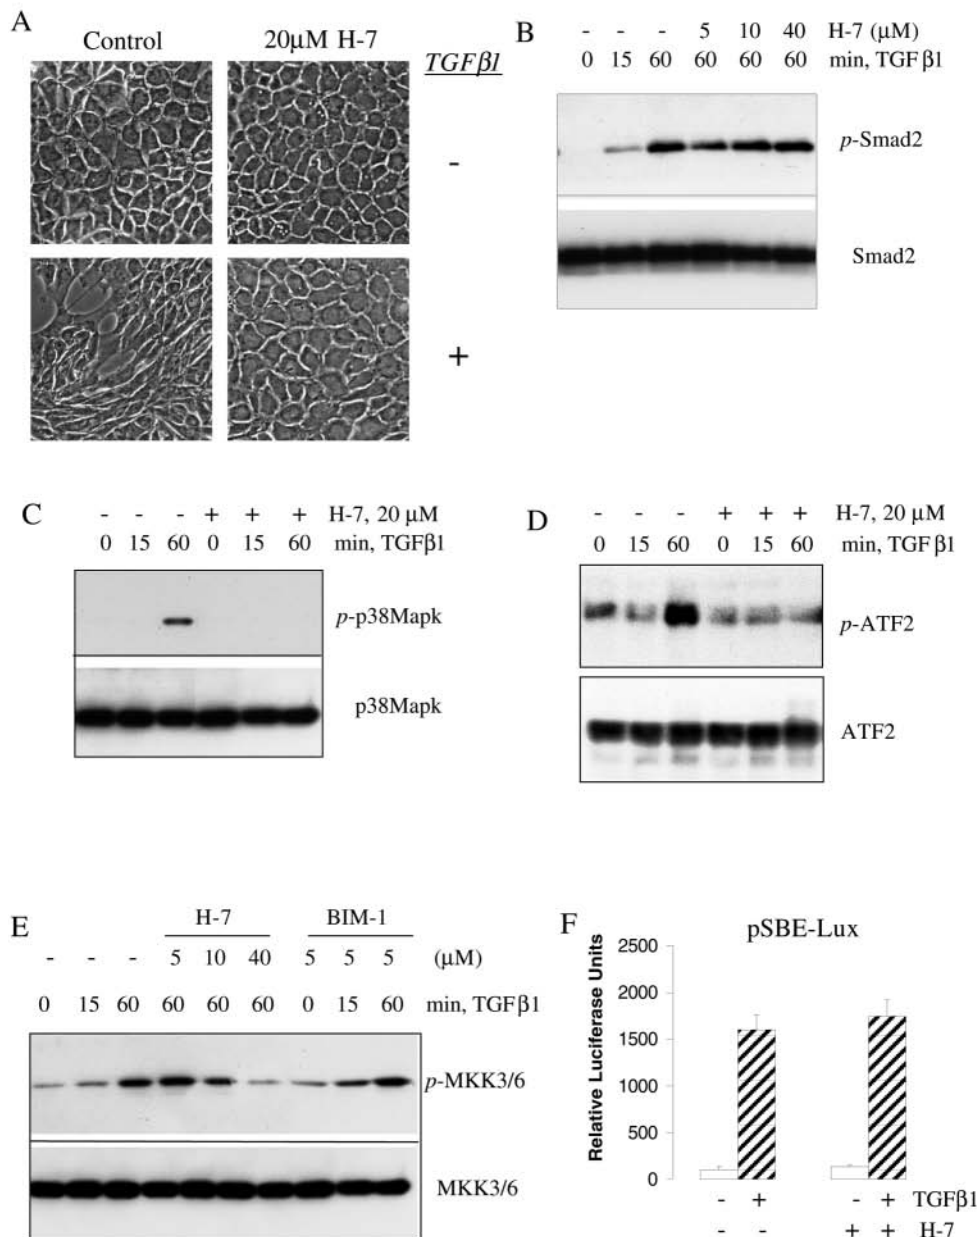 A
Control 20μM H-7
TGFβ1
-
+
B
- - - 5 10 40 H-7 (μM)
0 15 60 60 60 60 min, TGFβ1
p-Smad2
Smad2
C
- - - + + + H-7, 20 μM
0 15 60 0 15 60 min, TGFβ1
p-p38Mapk
p38Mapk
D
- - - + + + H-7, 20 μM
0 15 60 0 15 60 min, TGFβ1
p-ATF2
ATF2
E
H-7 BIM-1
- - - 5 10 40 5 5 5 (μM)
0 15 60 60 60 60 0 15 60 min, TGFβ1
p-MKK3/6
MKK3/6
F
pSBE-Lux
Relative Luciferase Units
2500
2000
1500
1000
500
0
- + - + TGFβ1
- - + + H-7